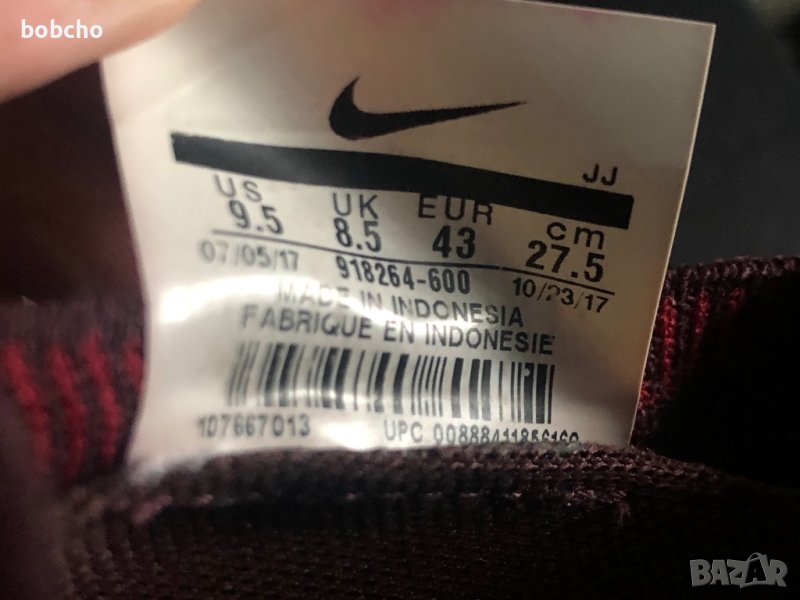 bobcho
JJ
US UK EUR cm
9.5 8.5 43 27.5
07/05/17 918264-600 10/23/17
MADE IN INDONESIA
FABRIQUE EN INDONESIE
107667013 UPC
BAZAR